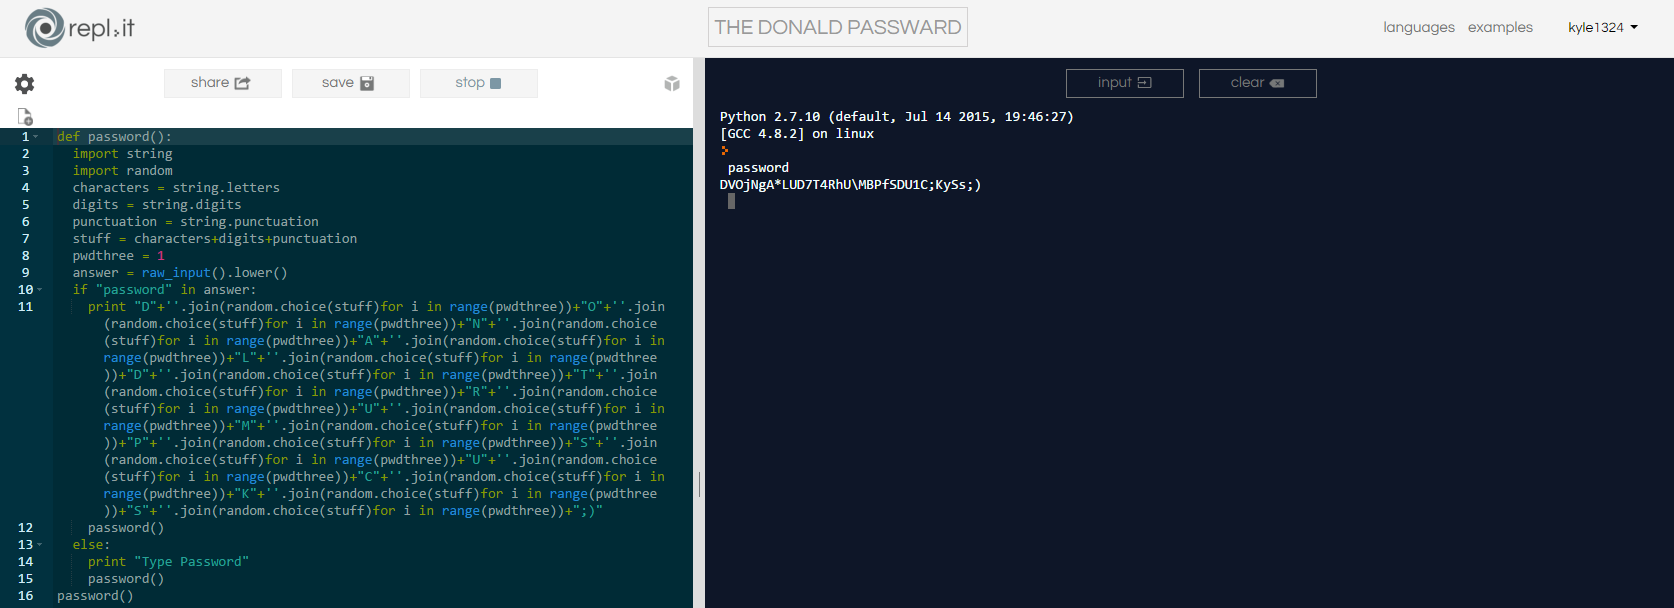 repl.it
THE DONALD PASSWARD
languages examples kyle1324
share save stop
input clear
1 def password():
2 import string
3 import random
4 characters = string.letters
5 digits = string.digits
6 punctuation = string.punctuation
7 stuff = characters+digits+punctuation
8 pwdthree = 1
9 answer = raw_input().lower()
10 if "password" in answer:
11 print "D"+''.join(random.choice(stuff)for i in range(pwdthree))+"O"+''.join
(random.choice(stuff)for i in range(pwdthree))+"N"+''.join(random.choice
(stuff)for i in range(pwdthree))+"A"+''.join(random.choice(stuff)for i in
range(pwdthree))+"L"+''.join(random.choice(stuff)for i in range(pwdthree
))+"D"+''.join(random.choice(stuff)for i in range(pwdthree))+"T"+''.join
(random.choice(stuff)for i in range(pwdthree))+"R"+''.join(random.choice
(stuff)for i in range(pwdthree))+"U"+''.join(random.choice(stuff)for i in
range(pwdthree))+"M"+''.join(random.choice(stuff)for i in range(pwdthree
))+"P"+''.join(random.choice(stuff)for i in range(pwdthree))+"S"+''.join
(random.choice(stuff)for i in range(pwdthree))+"U"+''.join(random.choice
(stuff)for i in range(pwdthree))+"C"+''.join(random.choice(stuff)for i in
range(pwdthree))+"K"+''.join(random.choice(stuff)for i in range(pwdthree
))+"S"+''.join(random.choice(stuff)for i in range(pwdthree))+";)"
12 password()
13 else:
14 print "Type Password"
15 password()
16 password()
Python 2.7.10 (default, Jul 14 2015, 19:46:27)
[GCC 4.8.2] on linux
password
DVOjNgA*LUD7T4RhU\MBPfSDU1C;KySs;)